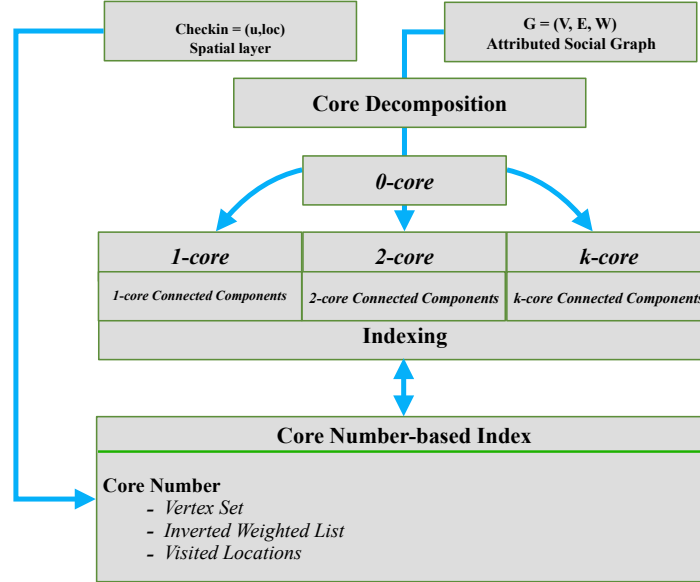 Checkin = (u,loc)
Spatial layer
G = (V, E, W)
Attributed Social Graph
Core Decomposition
0-core
1-core
2-core
k-core
1-core Connected Components
2-core Connected Components
k-core Connected Components
Indexing
Core Number-based Index
Core Number
- Vertex Set
- Inverted Weighted List
- Visited Locations